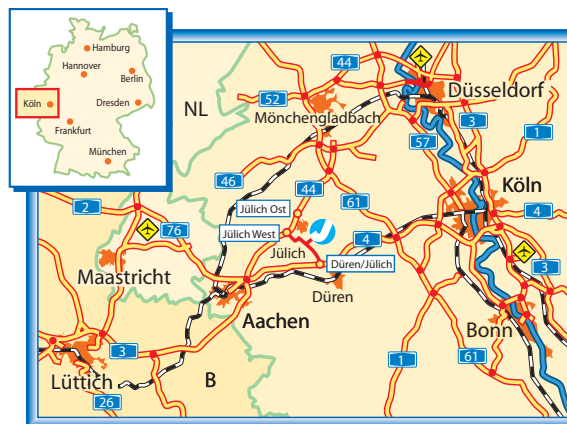 Hamburg
Hannover
Berlin
Köln
Dresden
Frankfurt
München
44
Düsseldorf
52
NL
Mönchengladbach
3
1
57
46
44
61
Köln
2
Jülich Ost
76
Jülich West
4
4
Jülich
Düren/Jülich
3
Maastricht
Düren
Aachen
Bonn
3
1
61
Lüttich
B
26